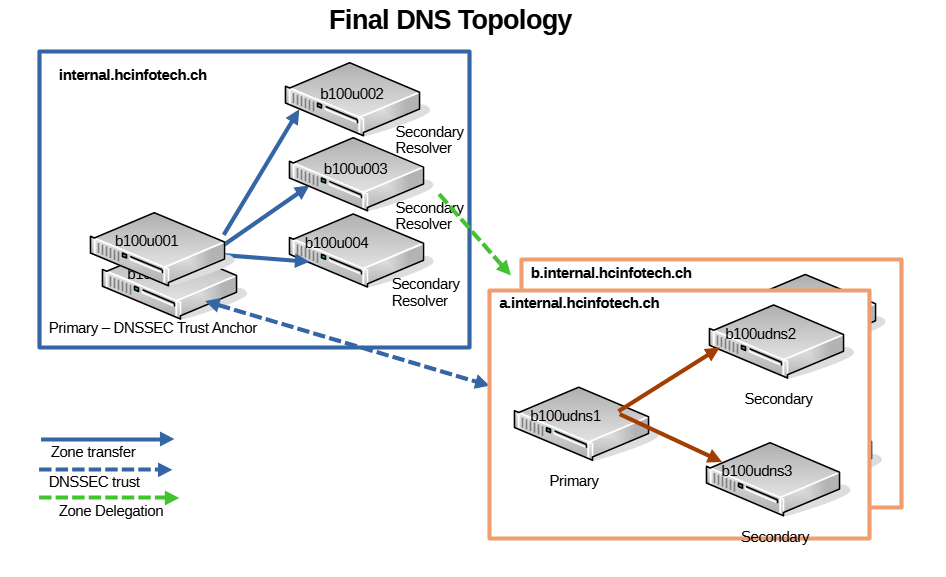 Final DNS Topology
internal.hcinfotech.ch
b100u002
Secondary
Resolver
b100u003
Secondary
Resolver
b100u001
b100u004
Secondary
Resolver
Primary – DNSSEC Trust Anchor
b.internal.hcinfotech.ch
a.internal.hcinfotech.ch
b100udns2
Secondary
b100udns1
Primary
b100udns3
Secondary
Zone transfer
DNSSEC trust
Zone Delegation